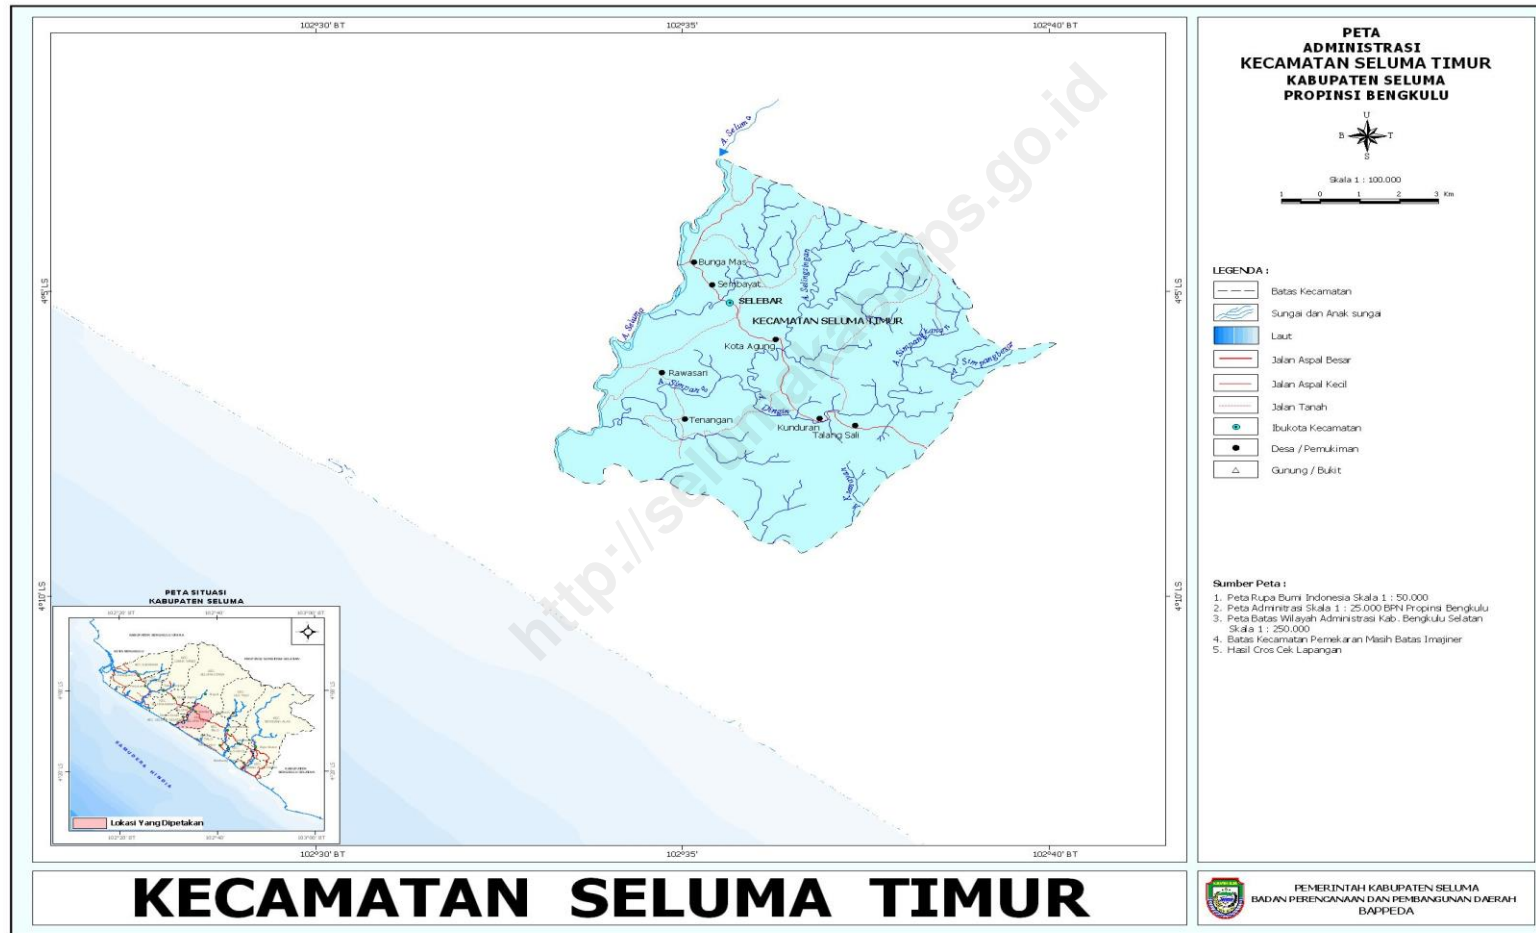 102°30' BT
102°35'
102°40' BT
PETA
ADMINISTRASI
KECAMATAN SELUMA TIMUR
KABUPATEN SELUMA
PROPINSI BENGKULU
U
B T
S
Skala 1 : 100.000
1 0 1 2 3 Km
A. Seluma
Bunga Mas
Sembayat
SELEBAR
A. Selingsingan
KECAMATAN SELUMA TIMUR
A. Seluma
Kota Agung
Rawasan
Tenangan
Kunduran
Talang Sali
A. Simpangbesar
4°5' LS
4°5' LS
4°10' LS
4°10' LS
http://selumakab.bps.go.id
LEGENDA :
Batas Kecamatan
Sungai dan Anak sungai
Laut
Jalan Aspal Besar
Jalan Aspal Kecil
Jalan Tanah
Ibukota Kecamatan
Desa / Pemukiman
Gunung / Bukit
Sumber Peta :
1. Peta Rupa Bumi Indonesia Skala 1 : 50.000
2. Peta Adminitrasi Skala 1 : 25.000 BPN Propinsi Bengkulu
3. Peta Batas Wilayah Administrasi Kab. Bengkulu Selatan
Skala 1 : 250.000
4. Batas Kecamatan Pemekaran Masih Batas Imajiner
5. Hasil Cros Cek Lapangan
PETA SITUASI
KABUPATEN SELUMA
SAMUDERA HINDIA
Lokasi Yang Dipetakan
102°30' BT
102°35'
102°40' BT
KECAMATAN SELUMA TIMUR
PEMERINTAH KABUPATEN SELUMA
BADAN PERENCANAAN DAN PEMBANGUNAN DAERAH
BAPPEDA